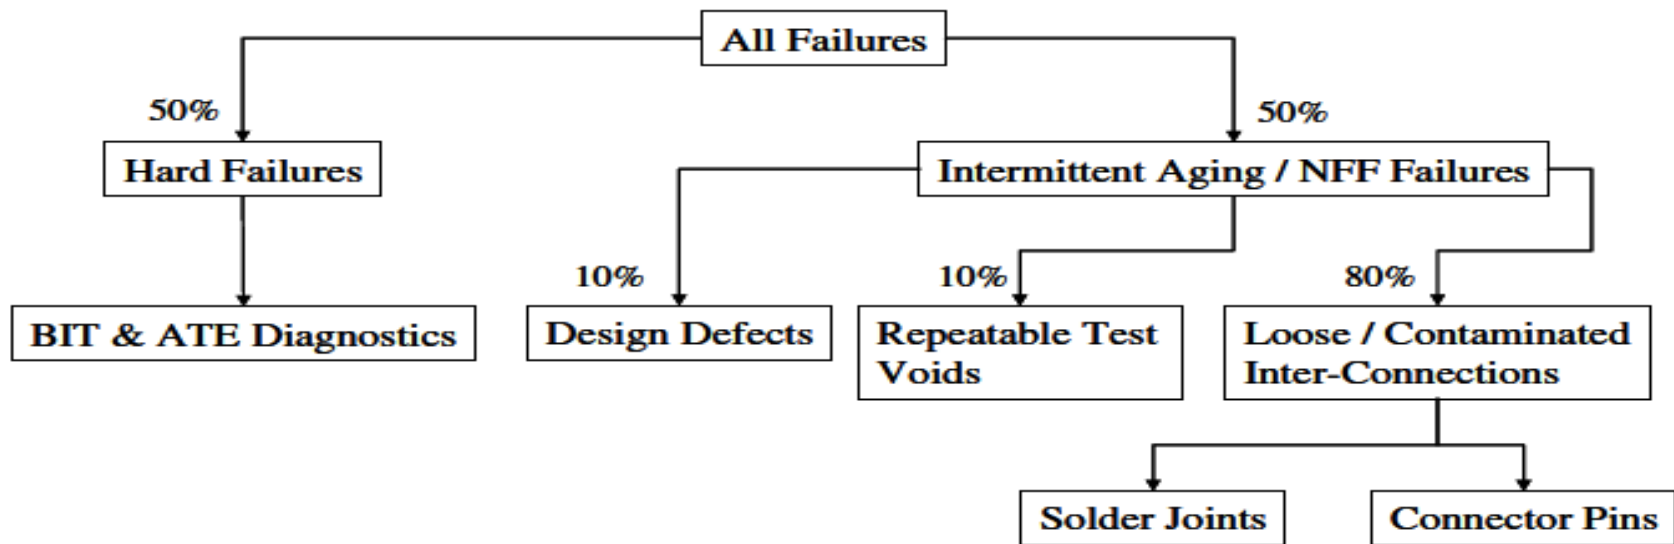 All Failures
50%
50%
Hard Failures
Intermittent Aging / NFF Failures
10%
10%
80%
BIT & ATE Diagnostics
Design Defects
Repeatable Test
Voids
Loose / Contaminated
Inter-Connections
Solder Joints
Connector Pins